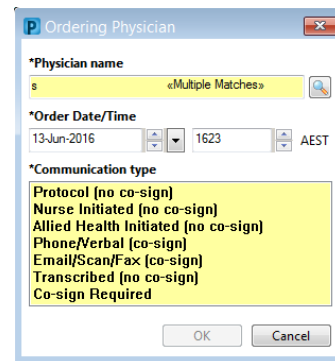 P Ordering Physician
*Physician name
s «Multiple Matches»
*Order Date/Time
13-Jun-2016 1623 AEST
*Communication type
Protocol (no co-sign)
Nurse Initiated (no co-sign)
Allied Health Initiated (no co-sign)
Phone/Verbal (co-sign)
Email/Scan/Fax (co-sign)
Transcribed (no co-sign)
Co-sign Required
OK Cancel